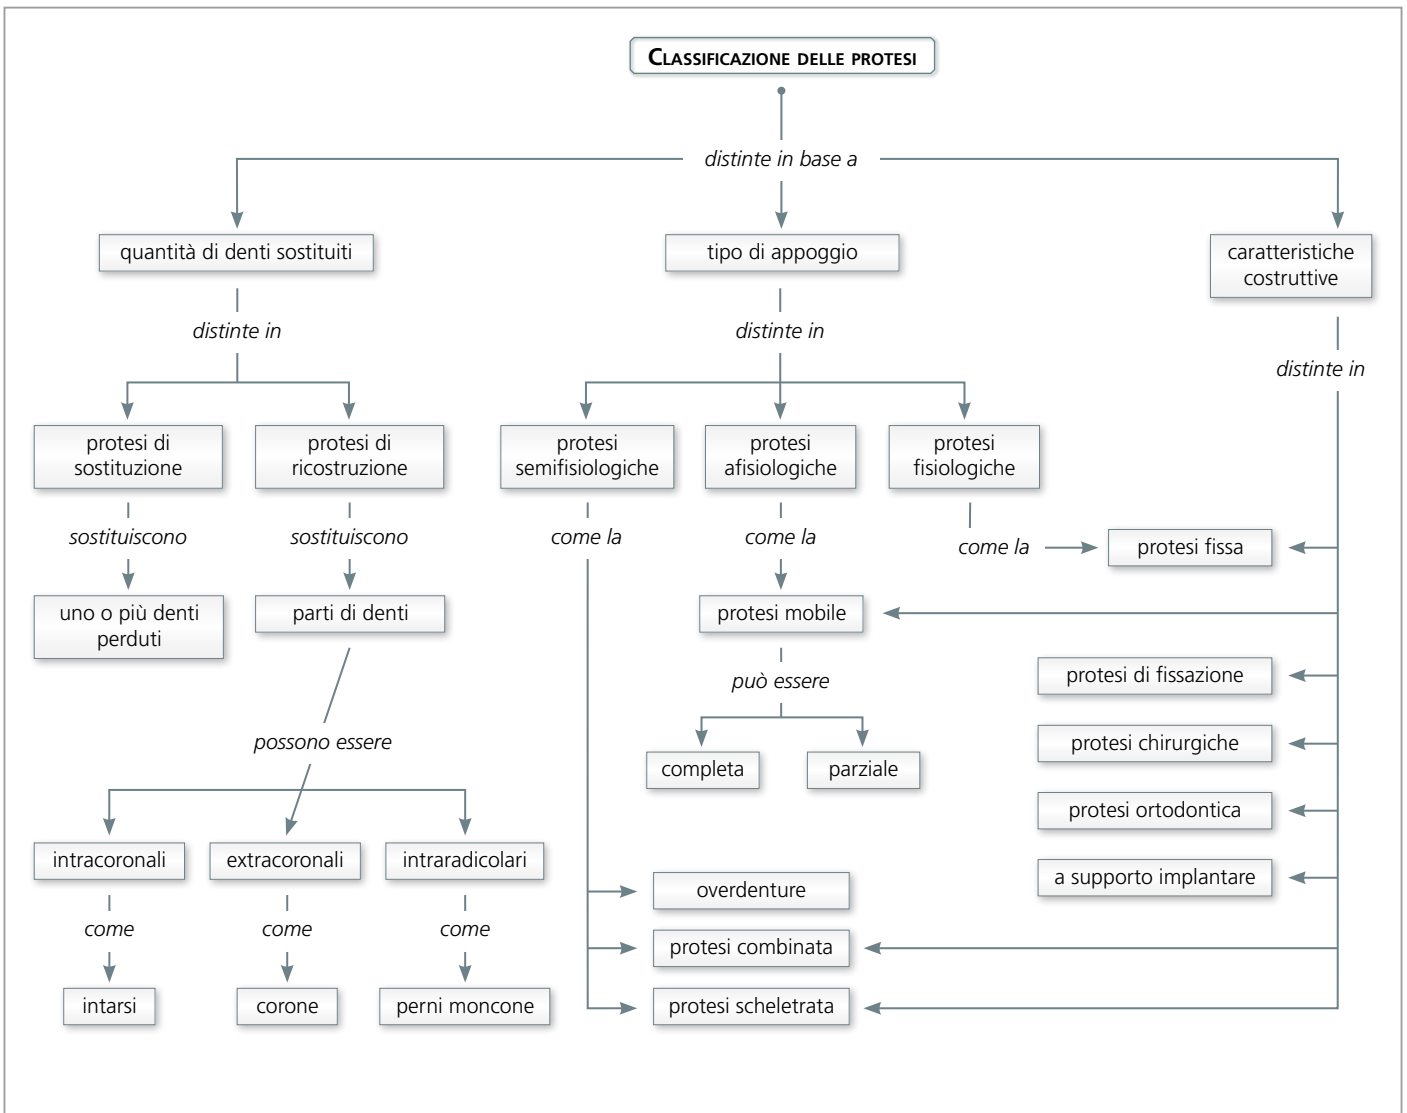 CLASSIFICAZIONE DELLE PROTESI
distinte in base a
quantità di denti sostituiti
tipo di appoggio
caratteristiche
costruttive
distinte in
distinte in
distinte in
protesi di
sostituzione
protesi di
ricostruzione
protesi
semifisiologiche
protesi
afisiologiche
protesi
fisiologiche
sostituiscono
sostituiscono
come la
come la
come la
protesi fissa
uno o più denti
perduti
parti di denti
protesi mobile
protesi di fissazione
può essere
possono essere
protesi chirurgiche
completa
parziale
protesi ortodontica
intracoronali
extracoronali
intraradicolari
a supporto implantare
overdenture
come
come
come
protesi combinata
intarsi
corone
perni moncone
protesi scheletrata